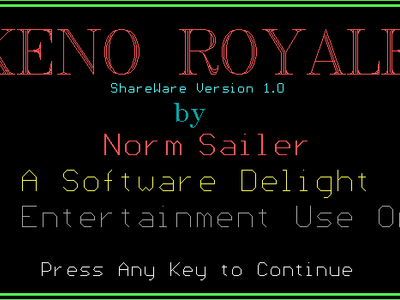 KENO ROYALE
ShareWare Version 1.0
by
Norm Sailer
A Software Delight
Entertainment Use
Press Any Key to Continue